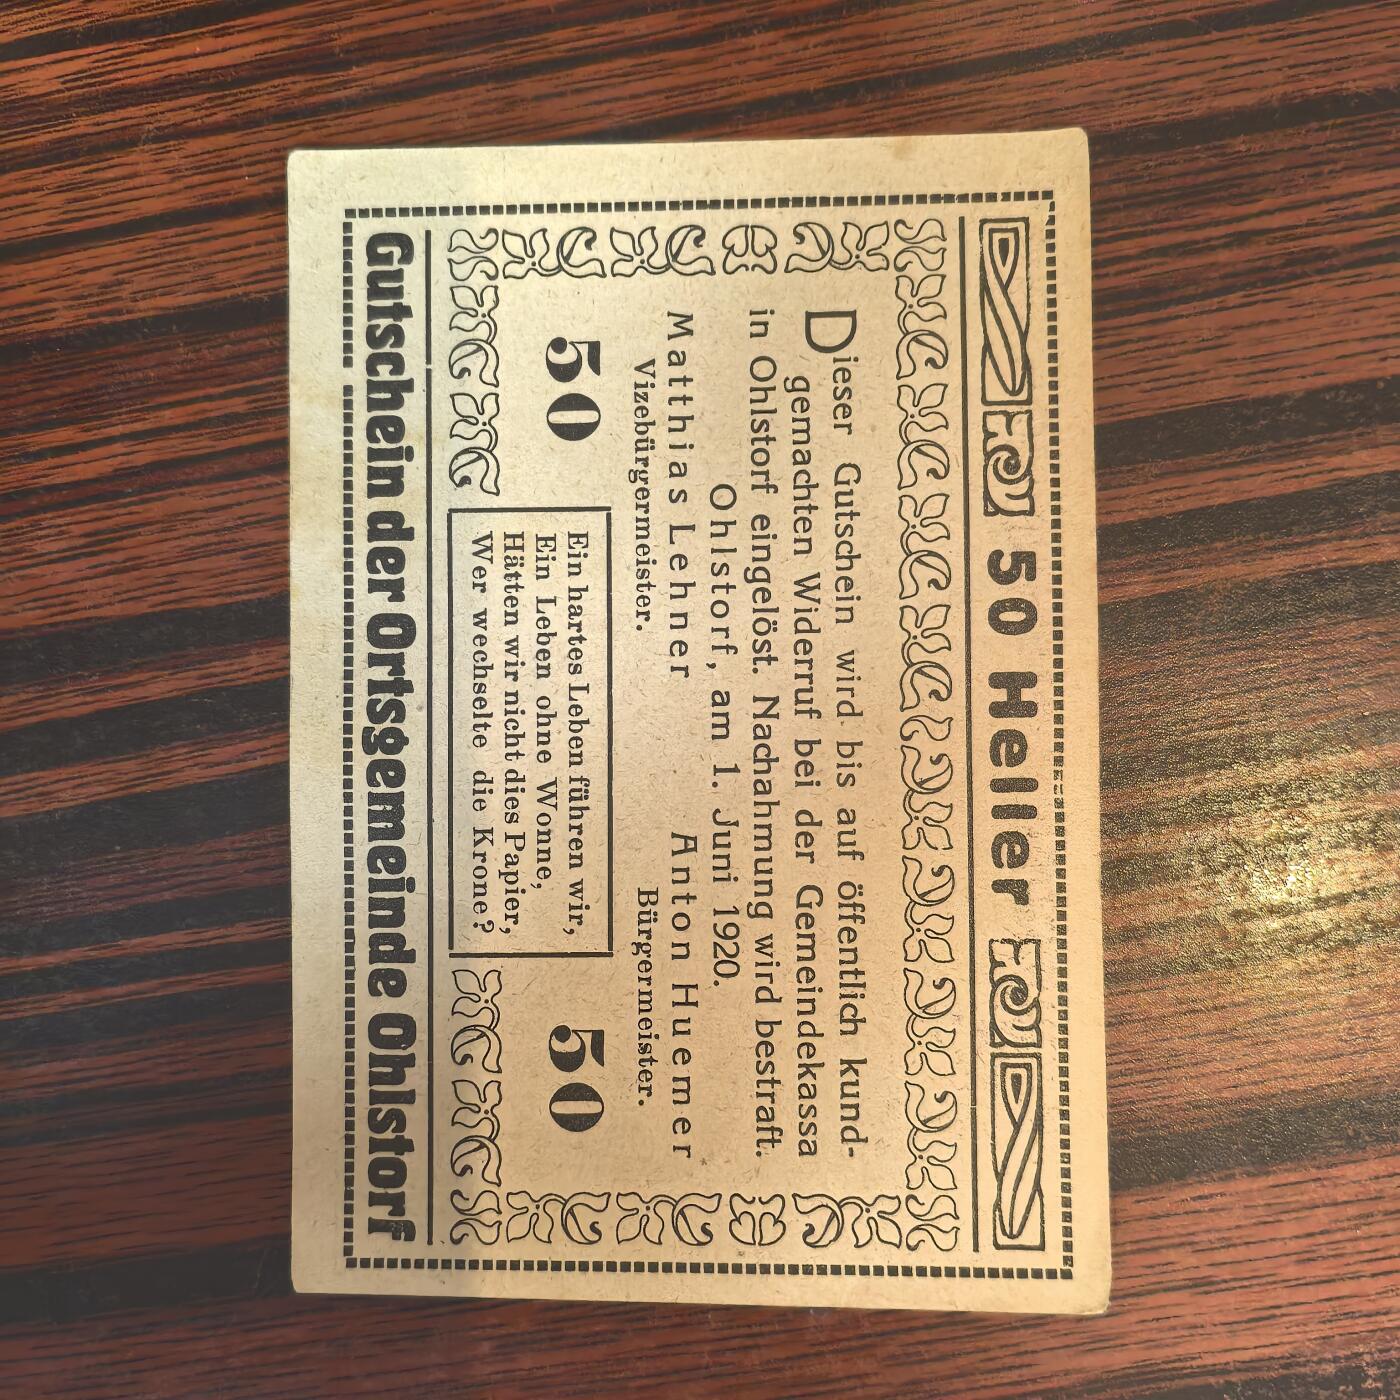 50 Heller
Dieser Gutschein wird bis auf öffentlich kund-
gemachten Widerruf bei der Gemeindekassa
in Ohlstorf eingelöst. Nachahmung wird bestraft.
Ohlstorf, am 1. Juni 1920.
Matthias Lehner Anton Huemer
Vizebürgermeister. Bürgermeister.
50 50
Ein hartes Leben führen wir,
Ein Leben ohne Wonne,
Hätten wir nicht dies Papier,
Wer wechselte die Krone?
Gutschein der Ortsgemeinde Ohlstorf